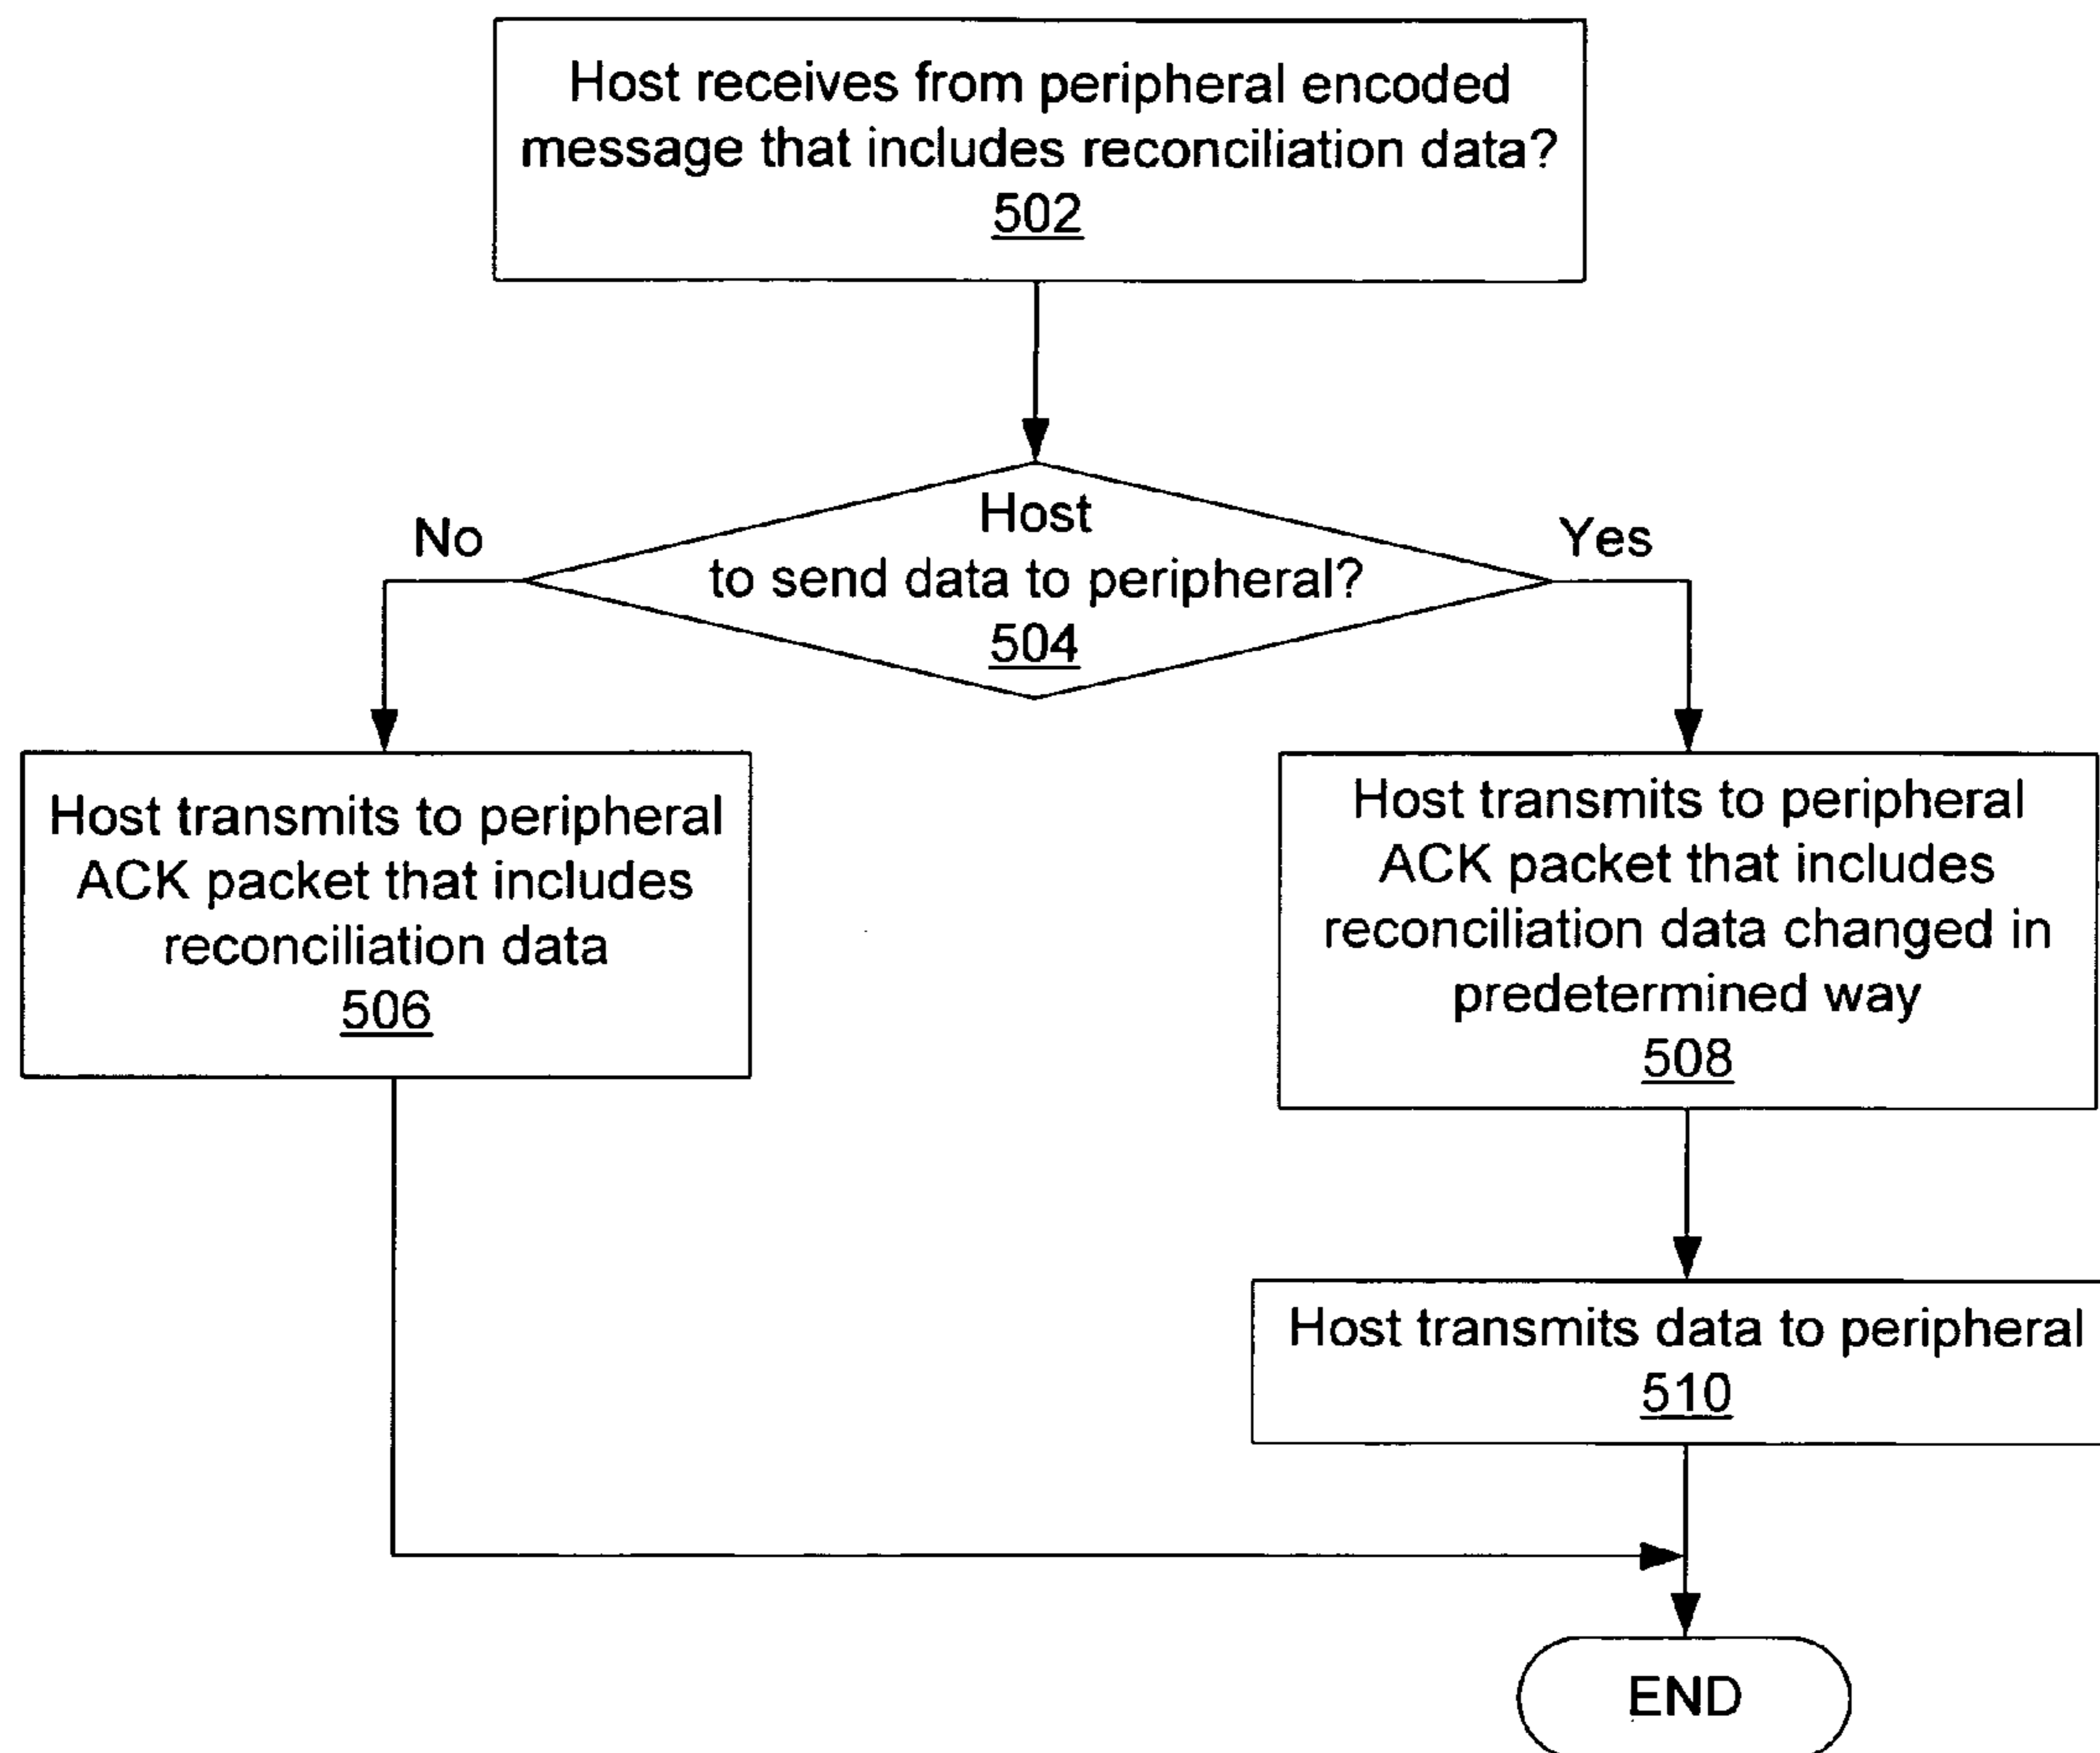 Host receives from peripheral encoded
message that includes reconciliation data?
502
Host
to send data to peripheral?
504
No
Yes
Host transmits to peripheral
ACK packet that includes
reconciliation data
506
Host transmits to peripheral
ACK packet that includes
reconciliation data changed in
predetermined way
508
Host transmits data to peripheral
510
END